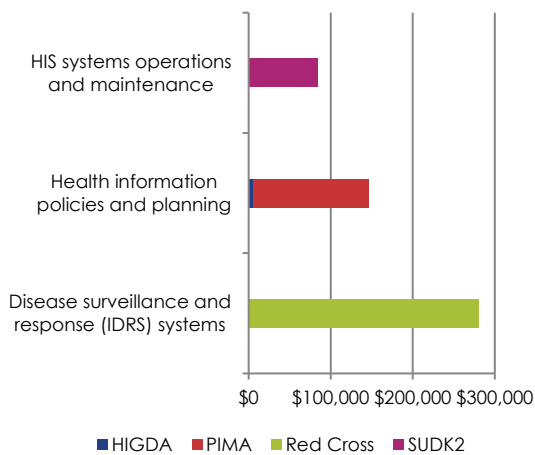 HIS systems operations
and maintenance
Health information
policies and planning
Disease surveillance and
response (IDRS) systems
$0 $100,000 $200,000 $300,000
HIGDA PIMA Red Cross SUDK2